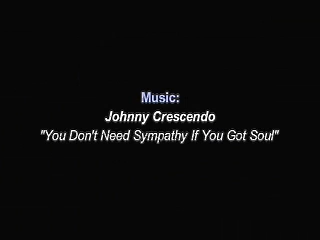 Music:
Johnny Crescendo
"You Don't Need Sympathy If You Got Soul"